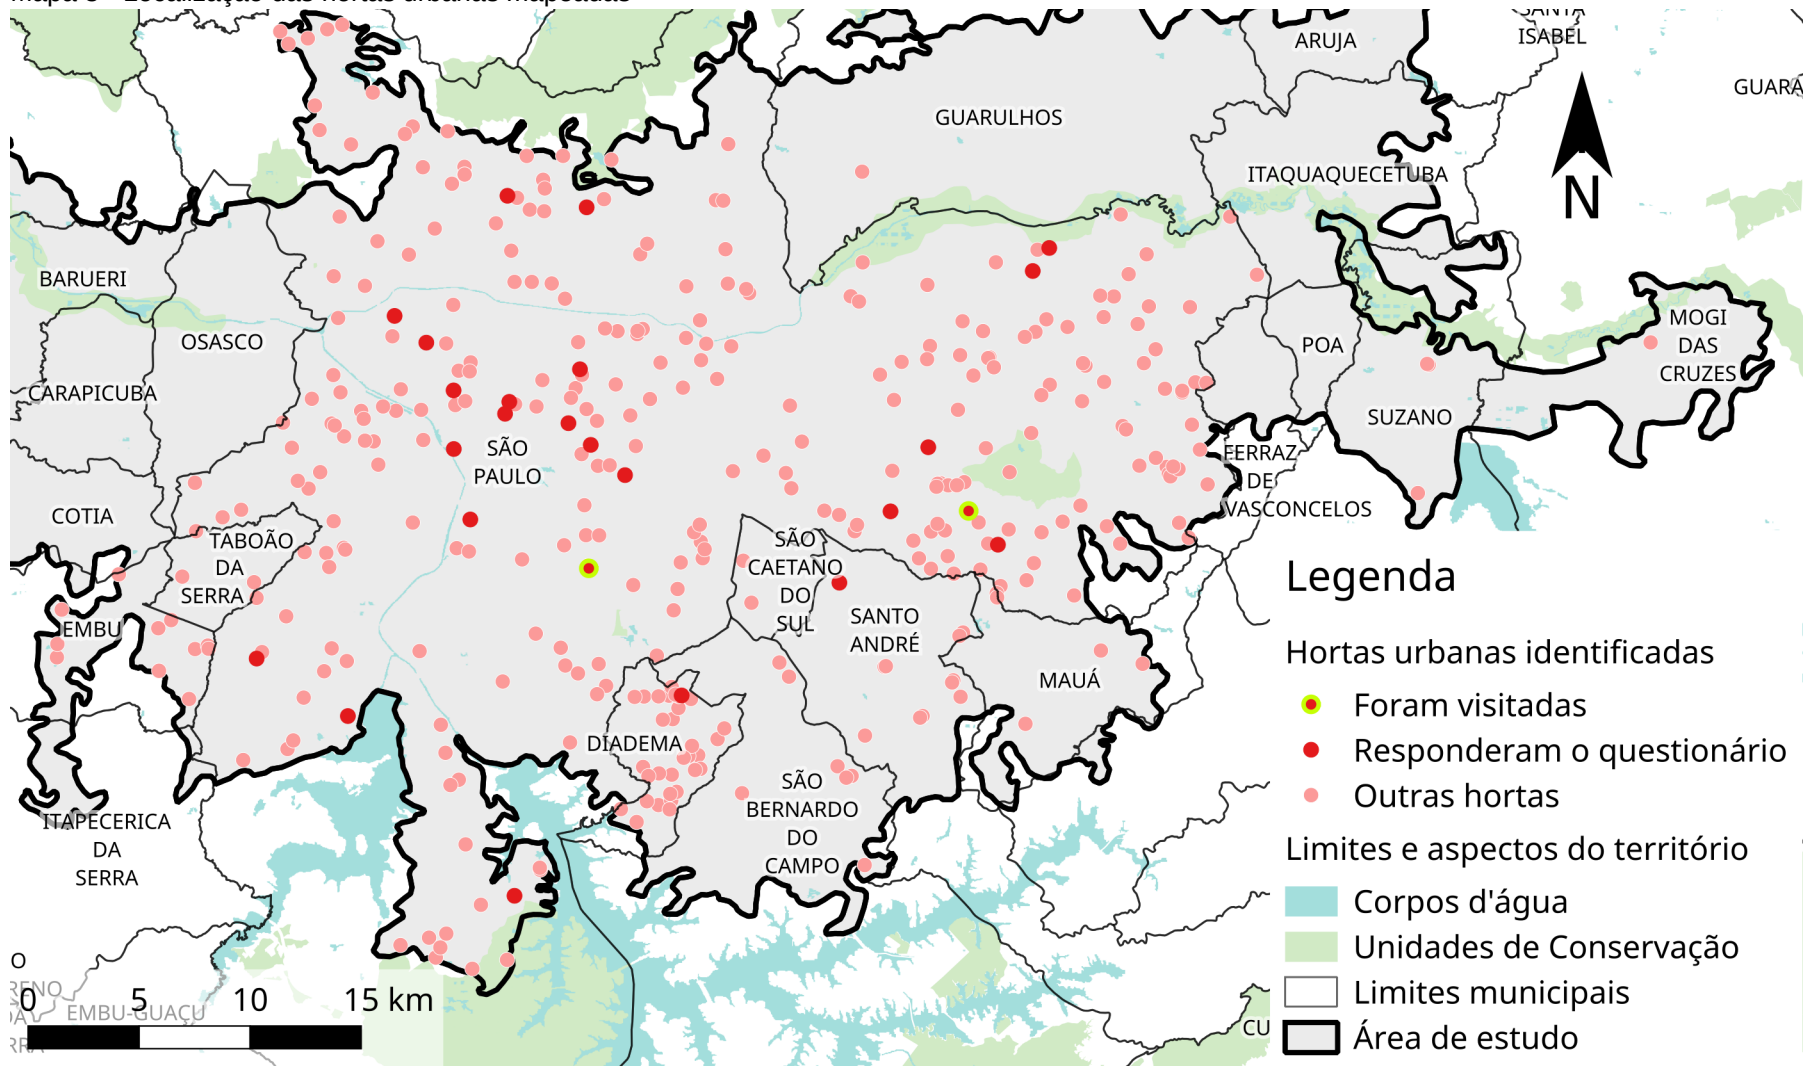 SANTA
ISABEL
ARUJA
GUARULHOS
ITAQUAQUECETUBA
N
BARUERI
OSASCO
CARAPICUBA
COTIA
SÃO
PAULO
POA
MOGI
DAS
CRUZES
SUZANO
FERRAZ
DE
VASCONCELOS
TABOÃO
DA
SERRA
EMBU
SÃO
CAETANO
DO
SUL
SANTO
ANDRÉ
MAUÁ
DIADEMA
SÃO
BERNARDO
DO
CAMPO
ITAPECERICA
DA
SERRA
EMBU-GUAÇU
0 5 10 15 km
Legenda
Hortas urbanas identificadas
Foram visitadas
Responderam o questionário
Outras hortas
Limites e aspectos do território
Corpos d'água
Unidades de Conservação
Limites municipais
Área de estudo